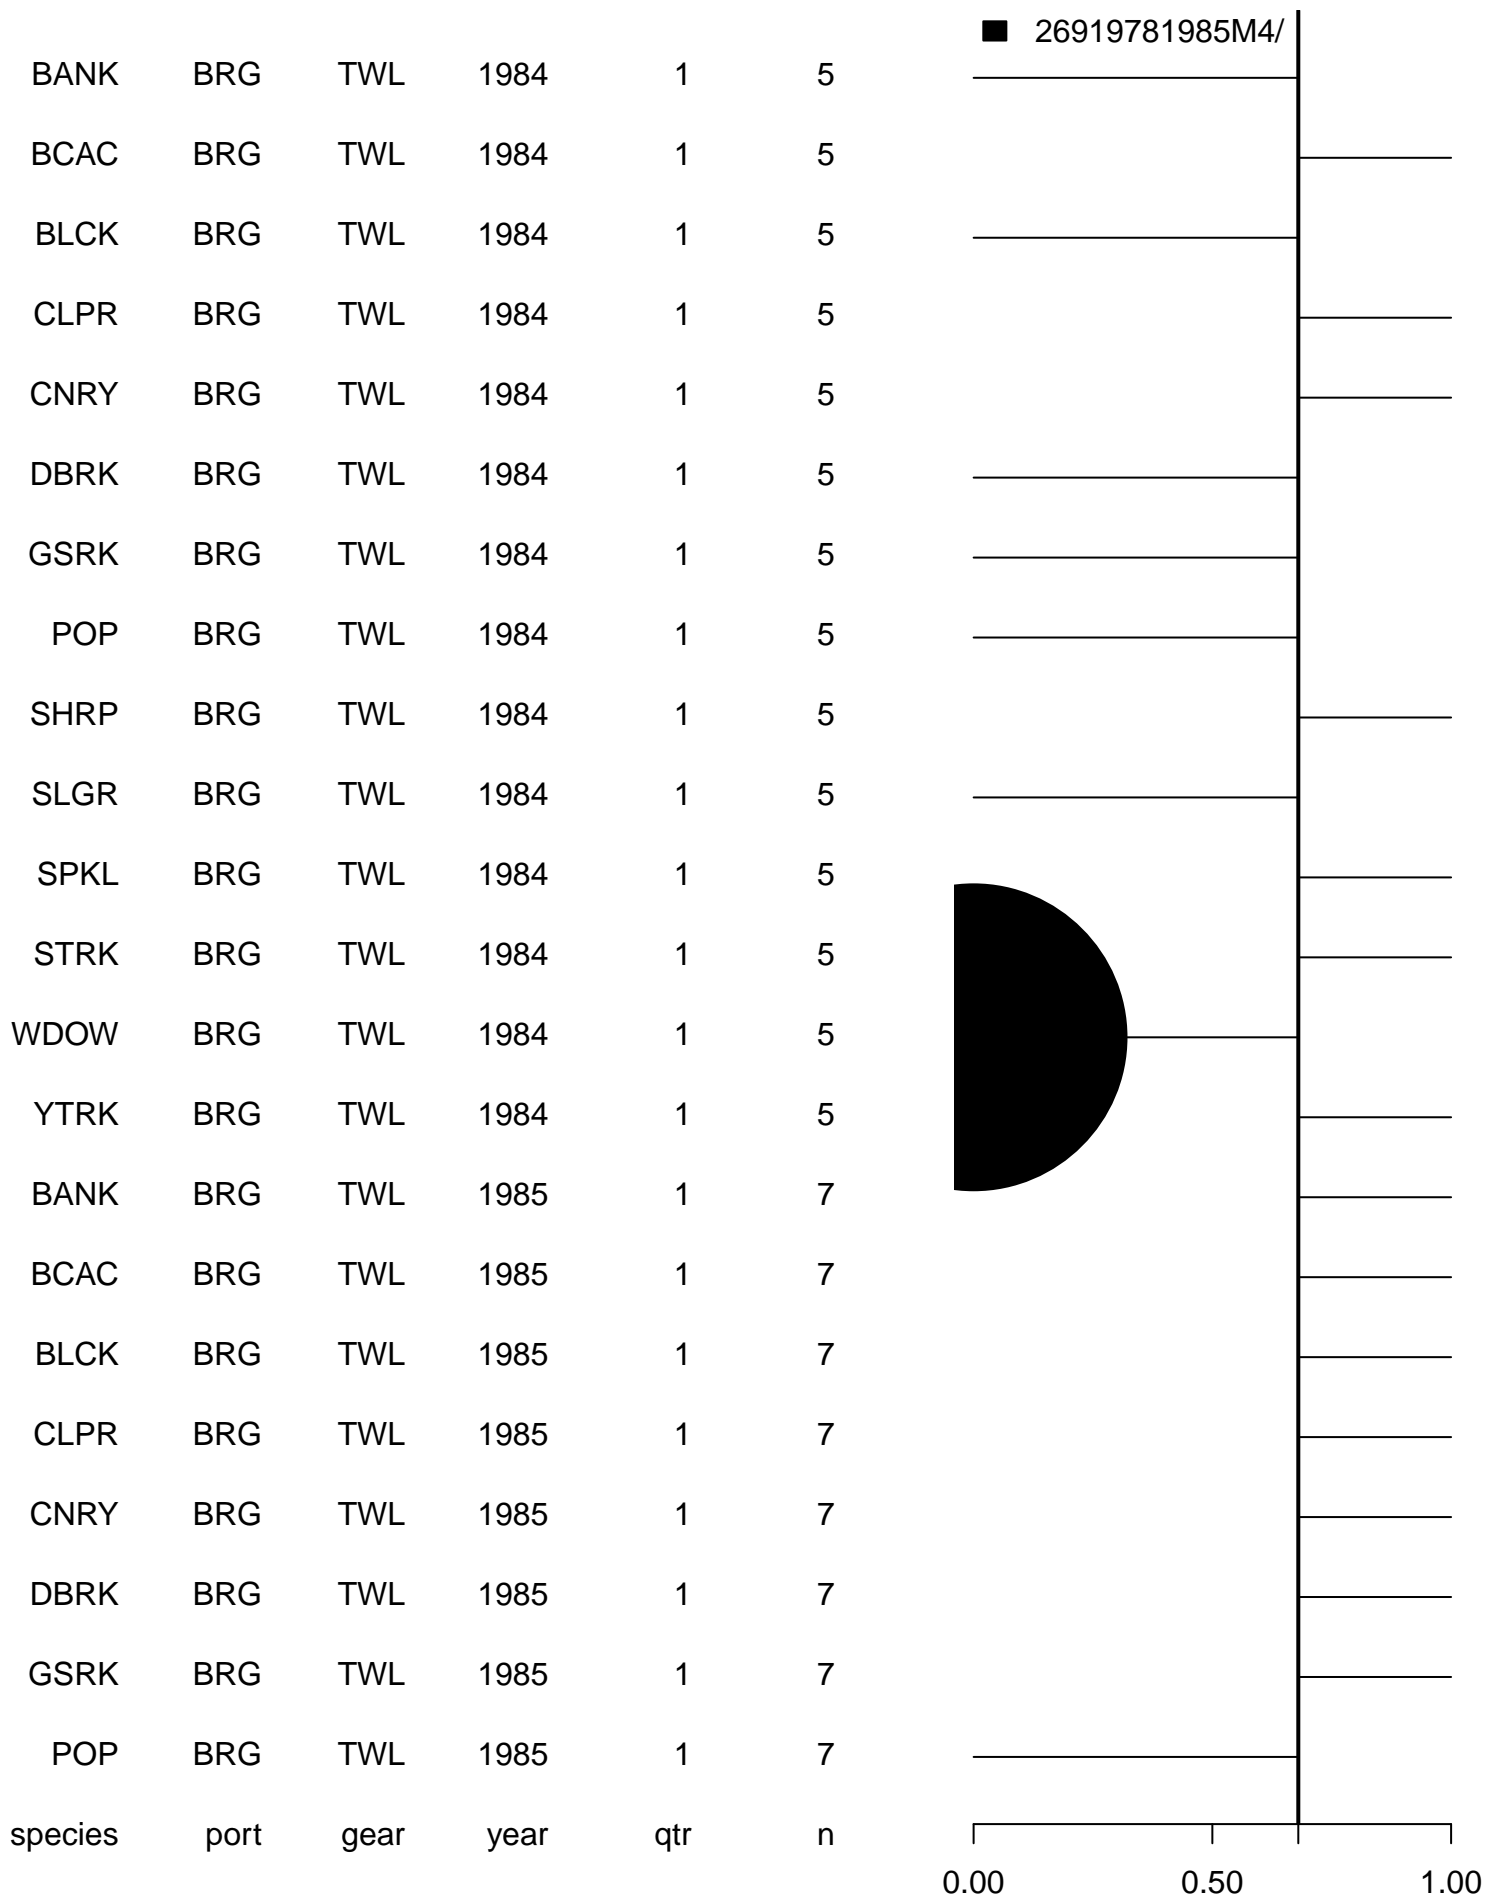 26919781985M4/
BANK BRG TWL 1984 1 5
BCAC BRG TWL 1984 1 5
BLCK BRG TWL 1984 1 5
CLPR BRG TWL 1984 1 5
CNRY BRG TWL 1984 1 5
DBRK BRG TWL 1984 1 5
GSRK BRG TWL 1984 1 5
POP BRG TWL 1984 1 5
SHRP BRG TWL 1984 1 5
SLGR BRG TWL 1984 1 5
SPKL BRG TWL 1984 1 5
STRK BRG TWL 1984 1 5
WDOW BRG TWL 1984 1 5
YTRK BRG TWL 1984 1 5
BANK BRG TWL 1985 1 7
BCAC BRG TWL 1985 1 7
BLCK BRG TWL 1985 1 7
CLPR BRG TWL 1985 1 7
CNRY BRG TWL 1985 1 7
DBRK BRG TWL 1985 1 7
GSRK BRG TWL 1985 1 7
POP BRG TWL 1985 1 7
species port gear year qtr n
0.00 0.50 1.00